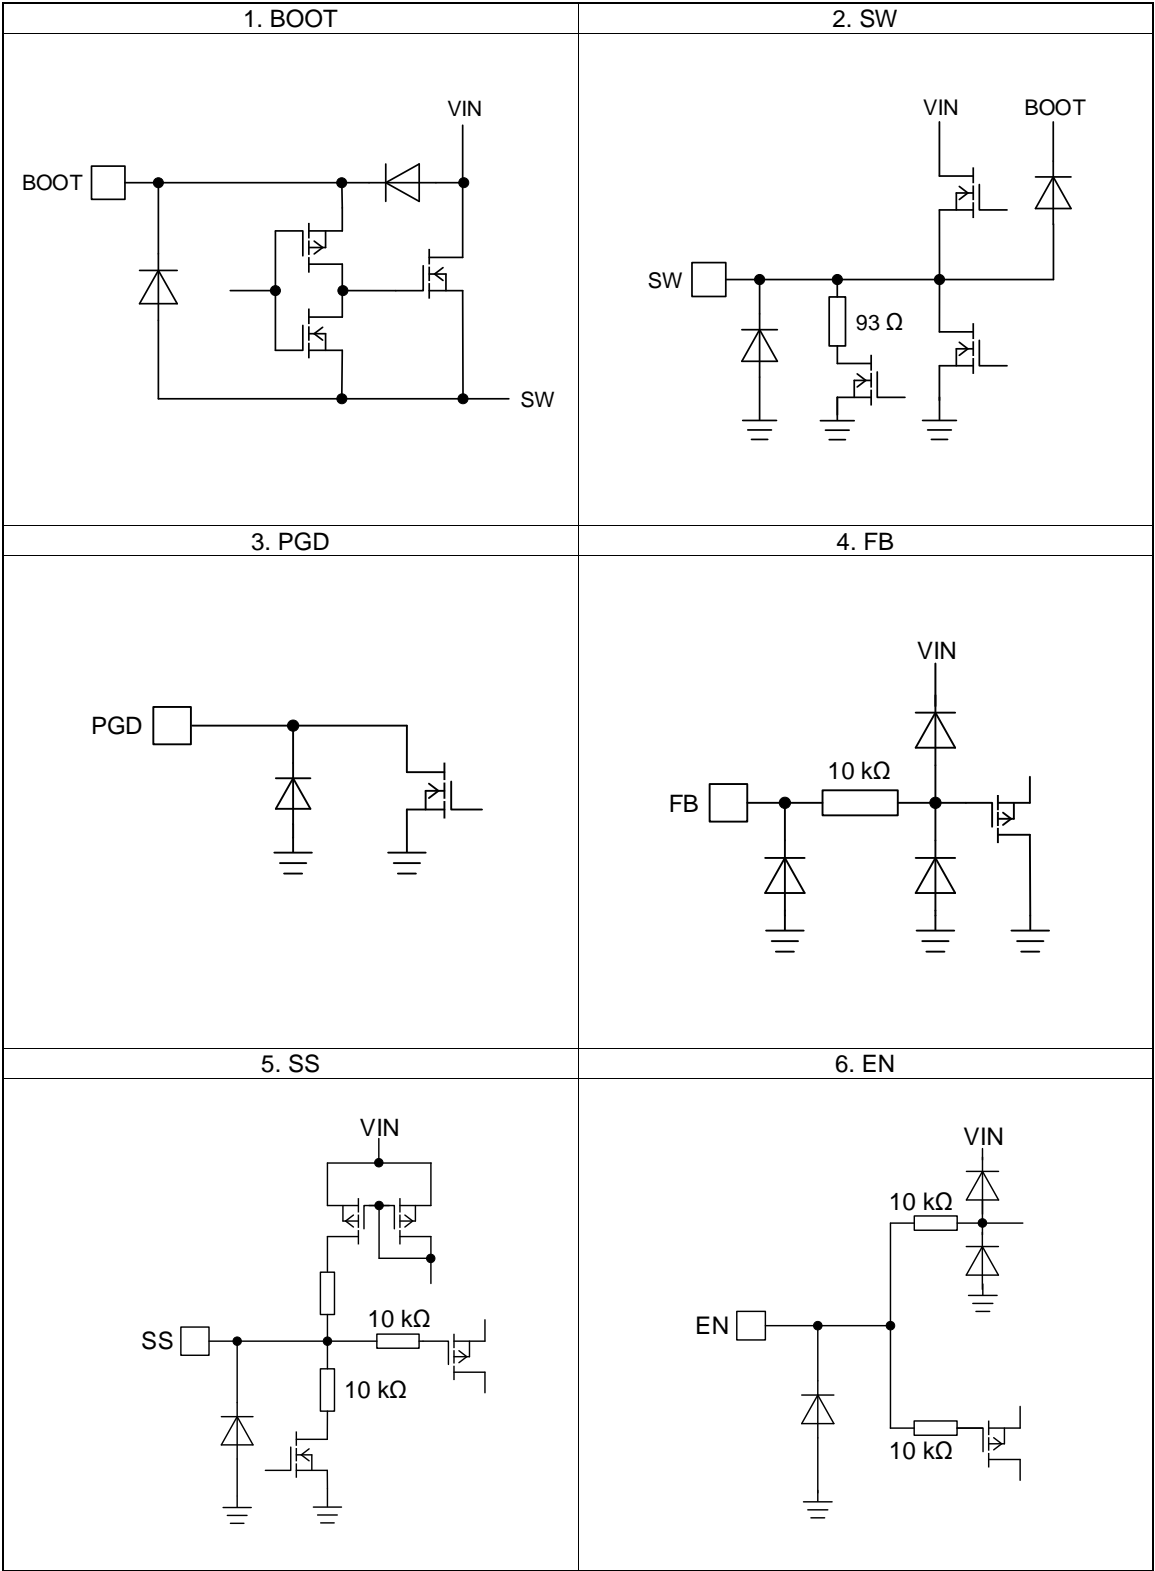 1. BOOT
2. SW
VIN
BOOT
SW
VIN
BOOT
SW
93 Ω
3. PGD
4. FB
PGD
VIN
10 kΩ
FB
5. SS
6. EN
VIN
10 kΩ
SS
10 kΩ
VIN
10 kΩ
EN
10 kΩ